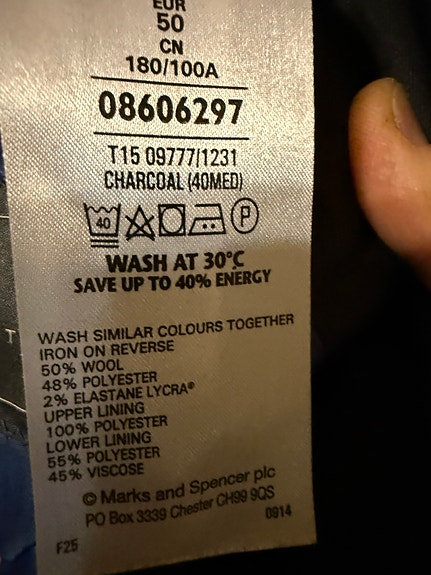 EUR
50
CN
180/100A
08606297
T15 09777/1231
CHARCOAL (40MED)
40 P
WASH AT 30°C
SAVE UP TO 40% ENERGY
WASH SIMILAR COLOURS TOGETHER
IRON ON REVERSE
50% WOOL
48% POLYESTER
2% ELASTANE LYCRA®
UPPER LINING
100% POLYESTER
LOWER LINING
55% POLYESTER
45% VISCOSE
© Marks and Spencer plc
PO Box 3339 Chester CH99 9QS
0914
F25
T